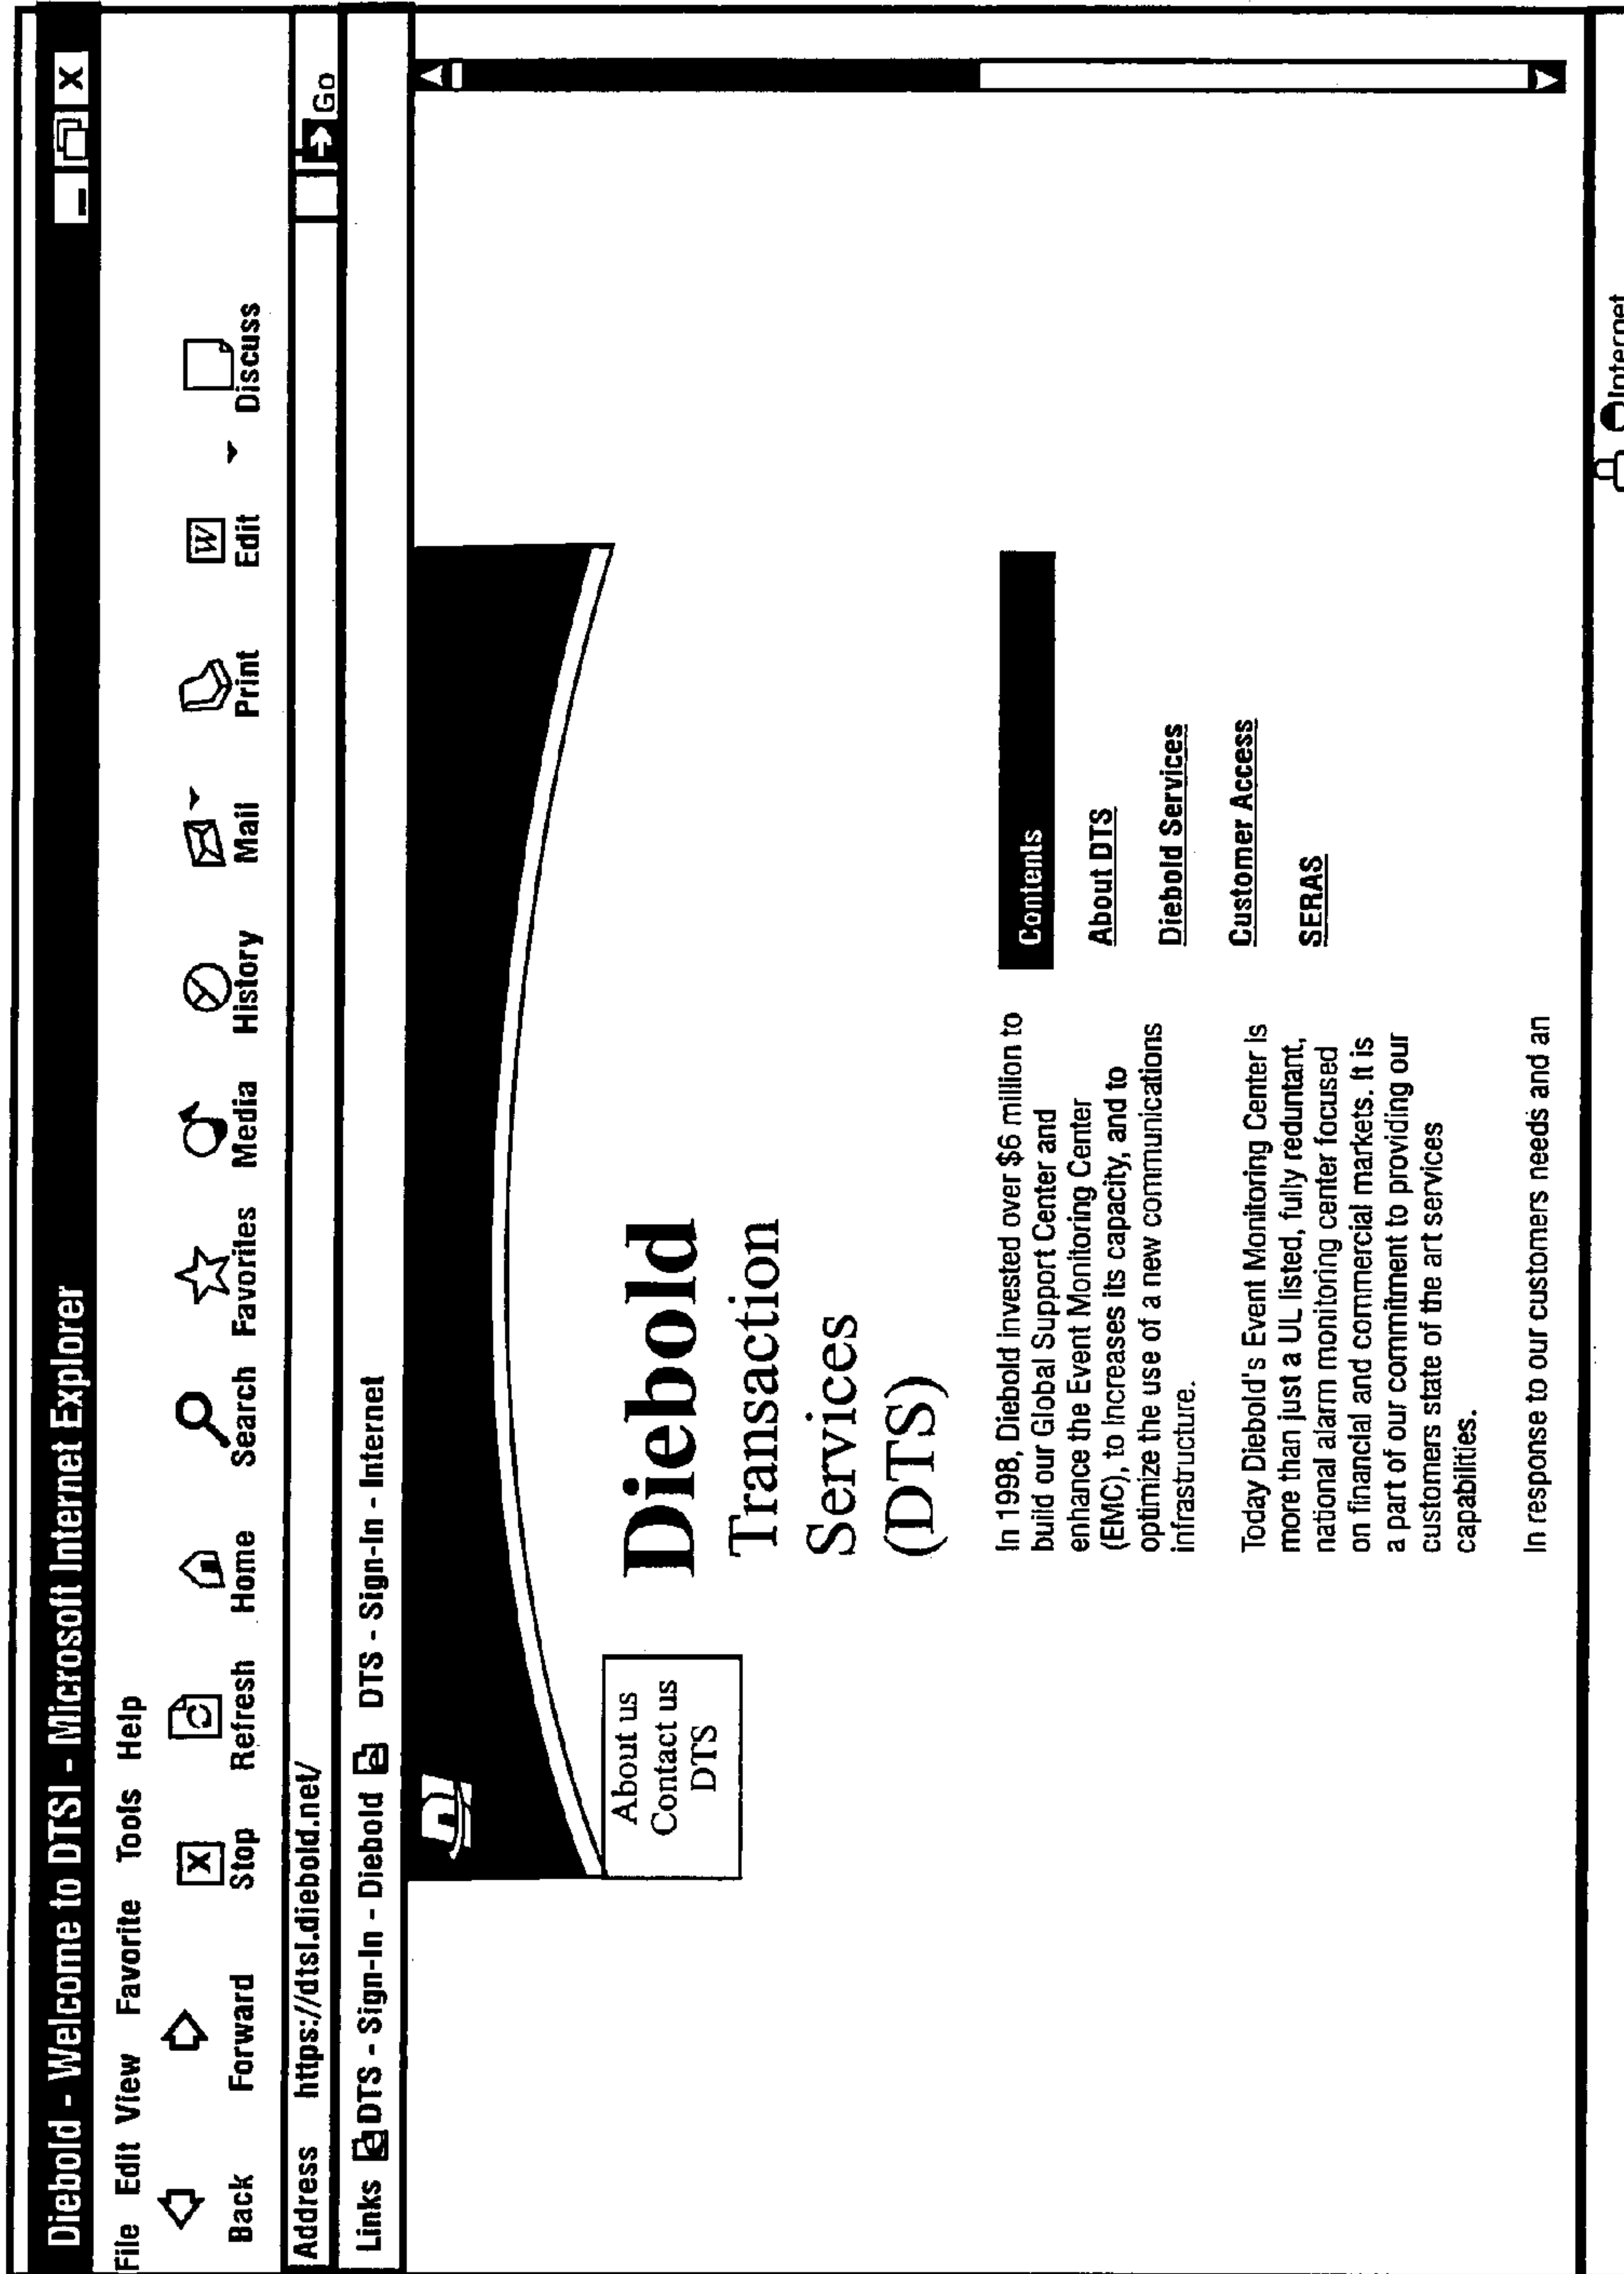 Diebold - Welcome to DTSI - Microsoft Internet Explorer
X
File Edit View Favorite Tools Help
Back Forward Stop Refresh Home Search Favorites Media History Mail Print Edit Discuss
Address https://dtsl.diebold.net/ Go
Links DTS - Sign-In - Diebold DTS - Sign-In - Internet
About us
Contact us
DTS
Diebold
Transaction
Services
(DTS)
In 1998, Diebold invested over $6 million to
build our Global Support Center and
enhance the Event Monitoring Center
(EMC), to Increases its capacity, and to
optimize the use of a new communications
infrastructure.
Today Diebold's Event Monitoring Center is
more than just a UL listed, fully reduntant,
national alarm monitoring center focused
on financial and commercial markets. It is
a part of our commitment to providing our
customers state of the art services
capabilities.
In response to our customers needs and an
Contents
About DTS
Diebold Services
Customer Access
SERAS
Internet